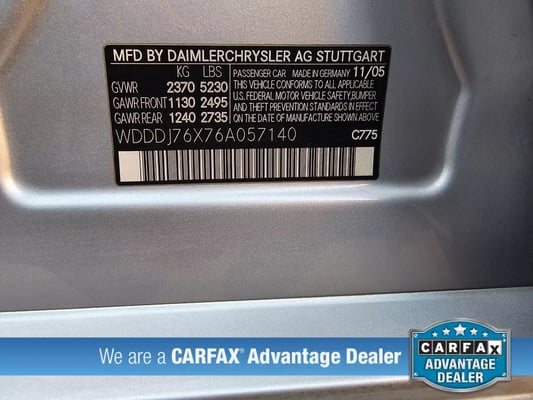 MFD BY DAIMLERCHRYSLER AG STUTTGART
KG LBS
GVWR 2370 5230
GAWR FRONT 1130 2495
GAWR REAR 1240 2735
PASSENGER CAR MADE IN GERMANY 11/05
THIS VEHICLE CONFORMS TO ALL APPLICABLE
U.S. FEDERAL MOTOR VEHICLE SAFETY, BUMPER
AND THEFT PREVENTION STANDARDS IN EFFECT
ON THE DATE OF MANUFACTURE SHOWN ABOVE.
WDDDJ76X76A057140 C775
We are a CARFAX® Advantage Dealer
CARFAX
ADVANTAGE
DEALER